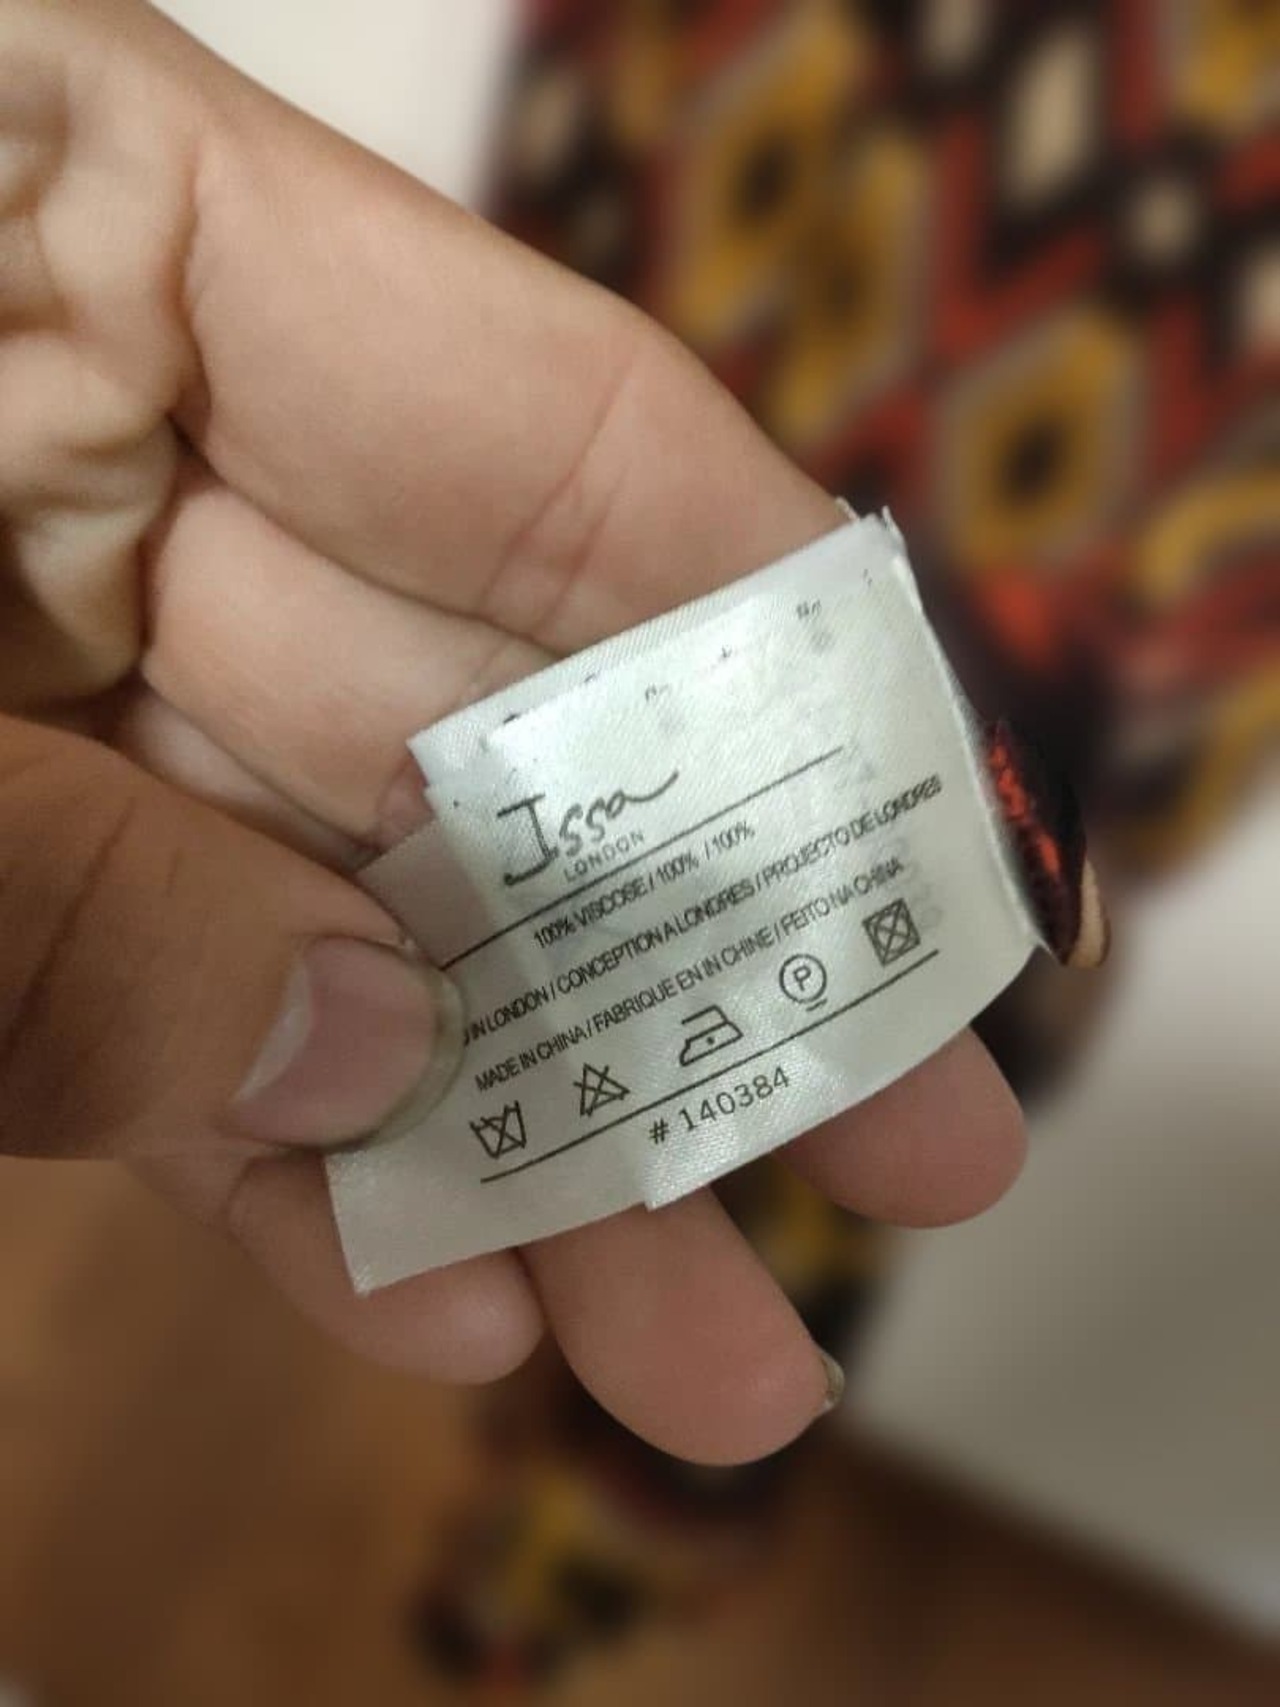 Issa
LONDON
100% VISCOSE / 100% / 100%
IN LONDON / CONCEPTION A LONDRES / PROJECTO DE LONDRES
MADE IN CHINA / FABRIQUE EN IN CHINE / FEITO NA CHINA
P
# 140384